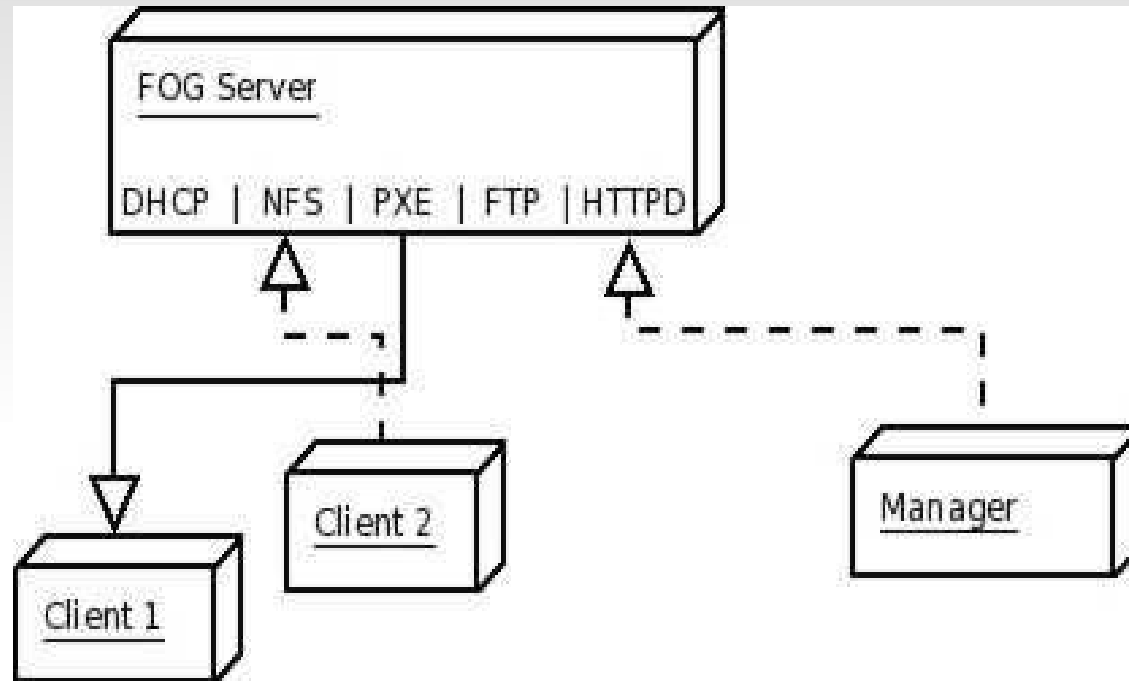 FOG Server
DHCP | NFS | PXE | FTP | HTTPD
Client 2
Manager
Client 1